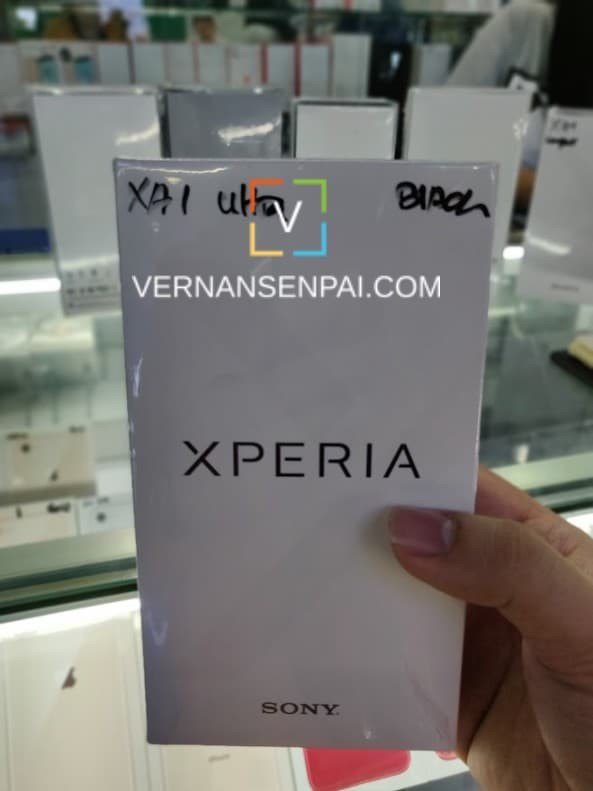 XA1 Ultra Black
V
VERNANSENPAI.COM
XPERIA
SONY